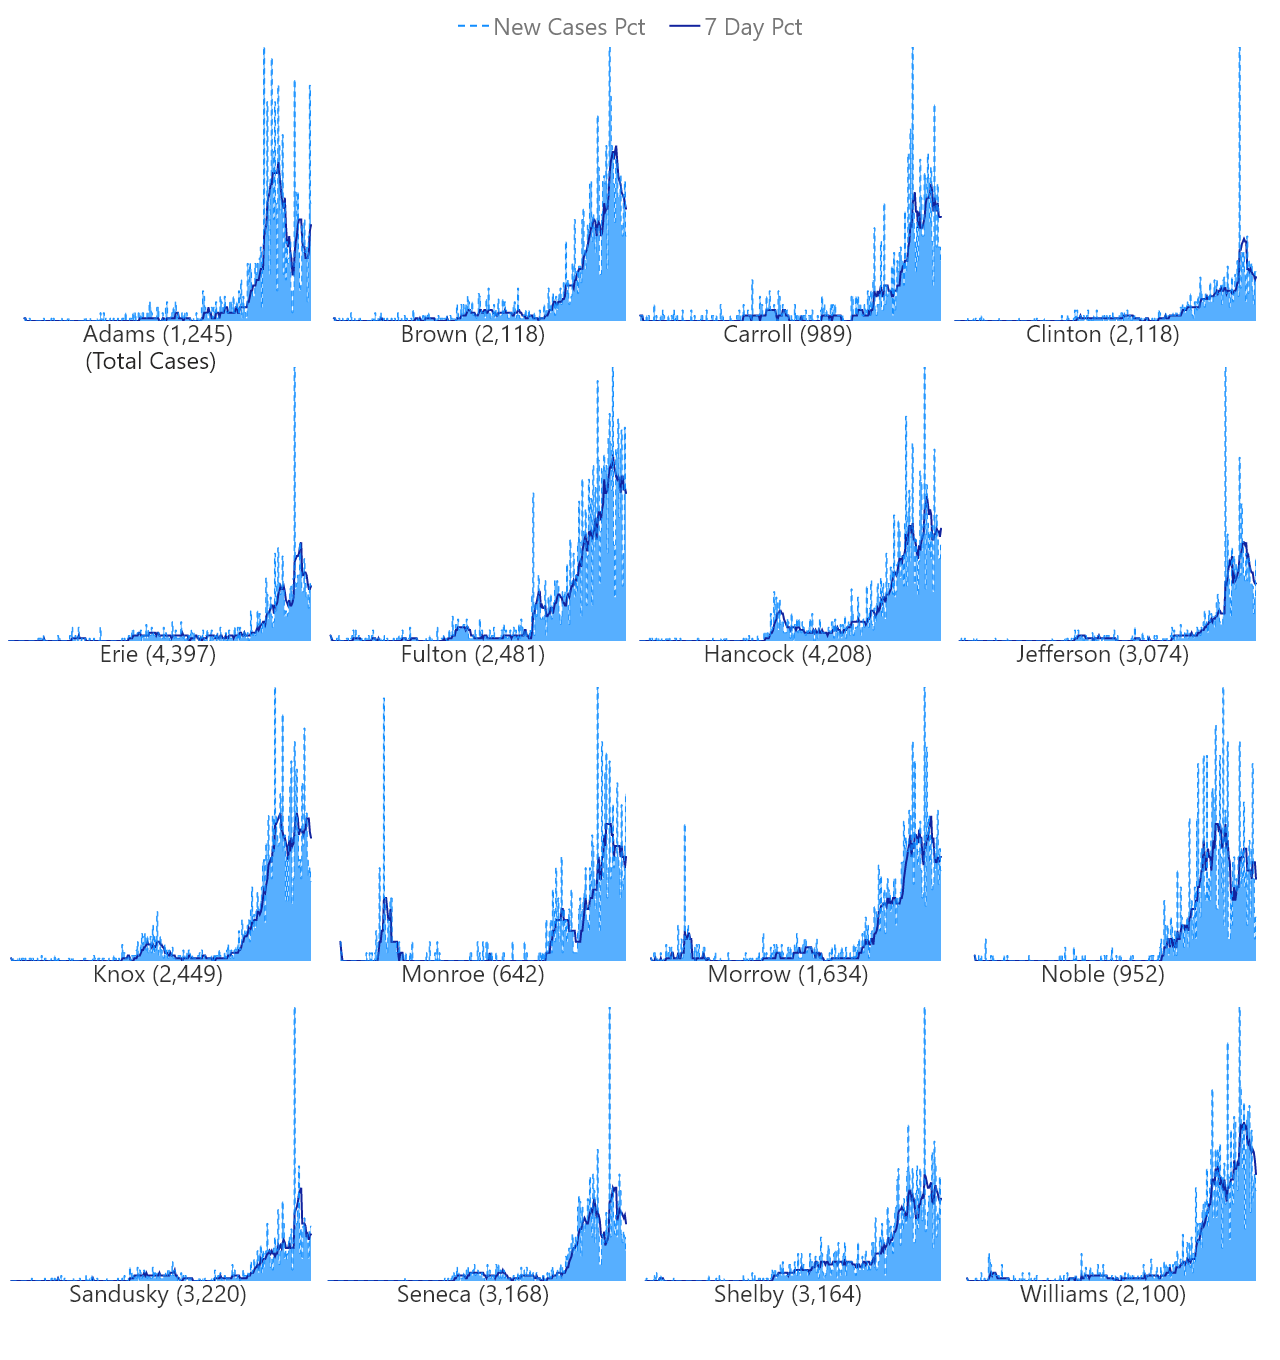 New Cases Pct 7 Day Pct
Adams (1,245) Brown (2,118) Carroll (989) Clinton (2,118)
(Total Cases)
Erie (4,397) Fulton (2,481) Hancock (4,208) Jefferson (3,074)
Knox (2,449) Monroe (642) Morrow (1,634) Noble (952)
Sandusky (3,220) Seneca (3,168) Shelby (3,164) Williams (2,100)